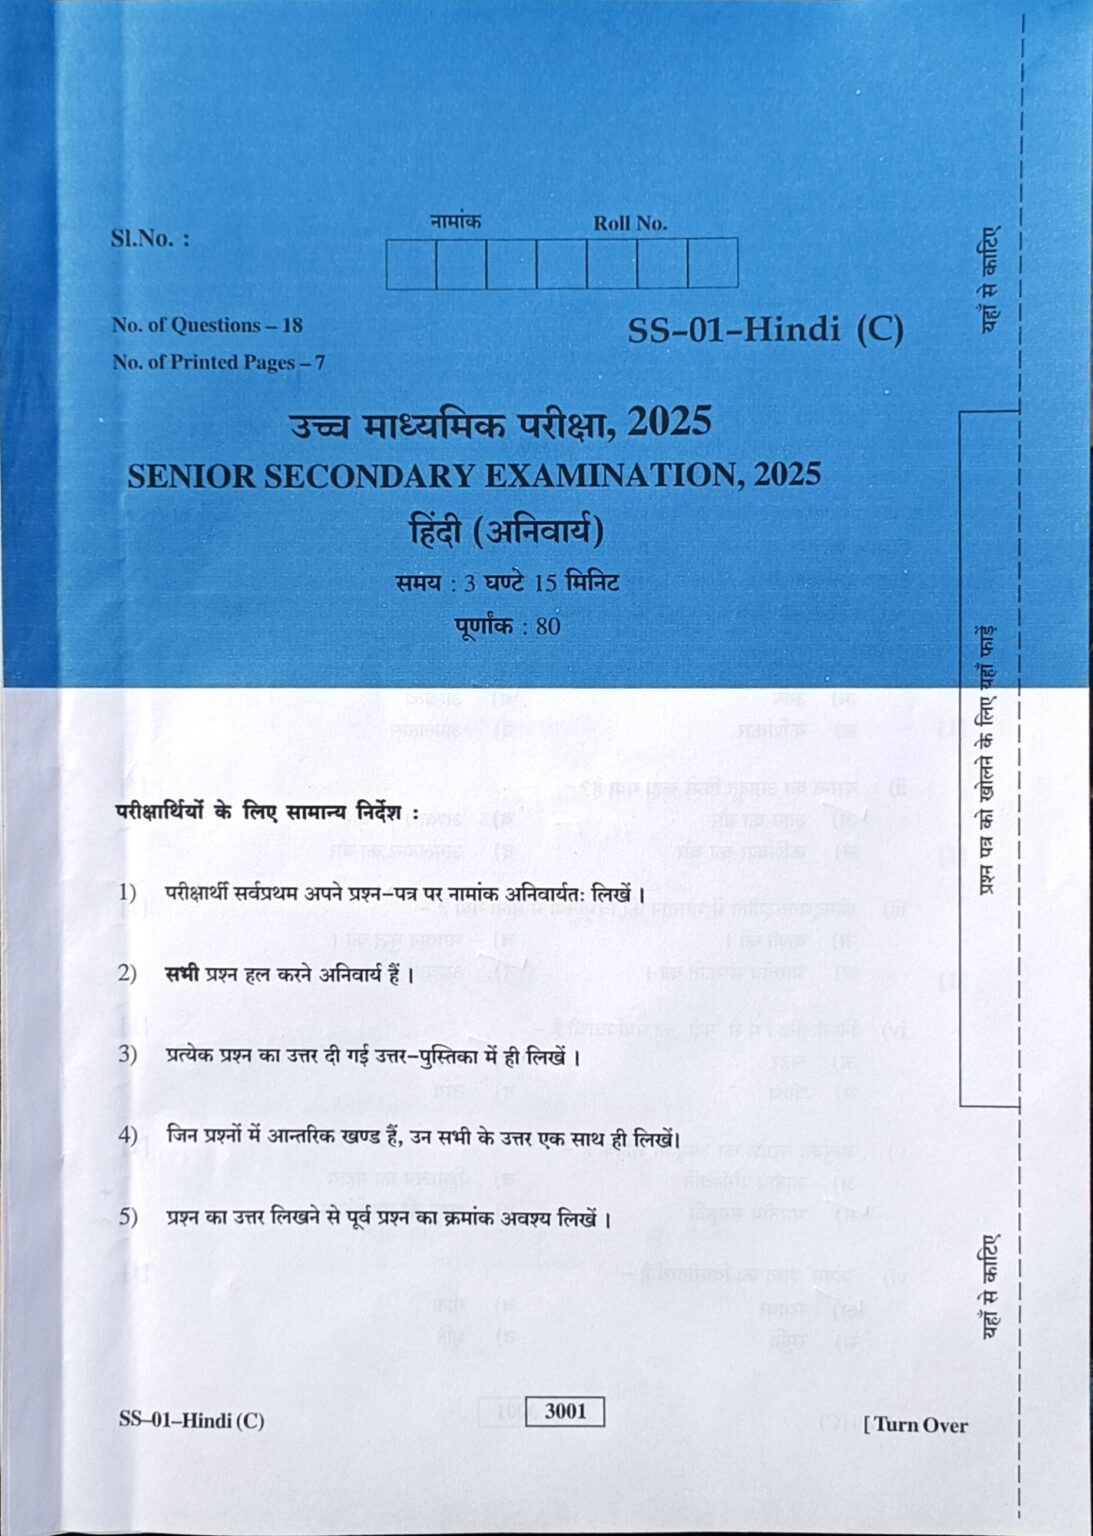 नामांक Roll No.
Sl.No. :
No. of Questions – 18
SS–01–Hindi (C)
No. of Printed Pages – 7
उच्च माध्यमिक परीक्षा, 2025
SENIOR SECONDARY EXAMINATION, 2025
हिंदी (अनिवार्य)
समय : 3 घण्टे 15 मिनिट
पूर्णांक : 80
परीक्षार्थियों के लिए सामान्य निर्देश :
1) परीक्षार्थी सर्वप्रथम अपने प्रश्न–पत्र पर नामांक अनिवार्यतः लिखें ।
2) सभी प्रश्न हल करने अनिवार्य हैं ।
3) प्रत्येक प्रश्न का उत्तर दी गई उत्तर–पुस्तिका में ही लिखें ।
4) जिन प्रश्नों में आन्तरिक खण्ड हैं, उन सभी के उत्तर एक साथ ही लिखें।
5) प्रश्न का उत्तर लिखने से पूर्व प्रश्न का क्रमांक अवश्य लिखें ।
SS–01–Hindi (C) 3001 [ Turn Over
यहाँ से काटिए
प्रश्न पत्र को खोलने के लिए यहाँ फाड़ें
यहाँ से काटिए